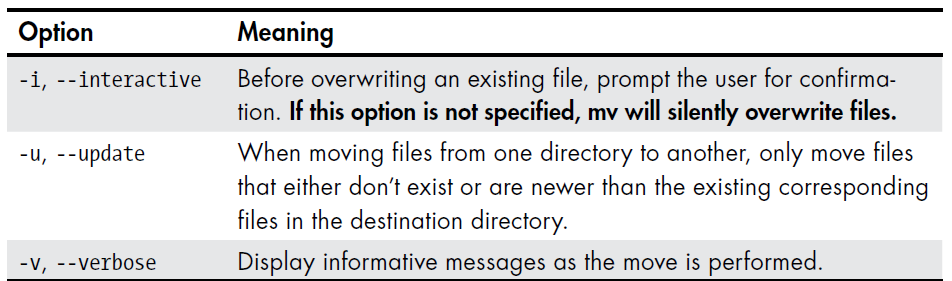 Option Meaning
-i, --interactive Before overwriting an existing file, prompt the user for confirma-
tion. If this option is not specified, mv will silently overwrite files.
-u, --update When moving files from one directory to another, only move files
that either don’t exist or are newer than the existing corresponding
files in the destination directory.
-v, --verbose Display informative messages as the move is performed.